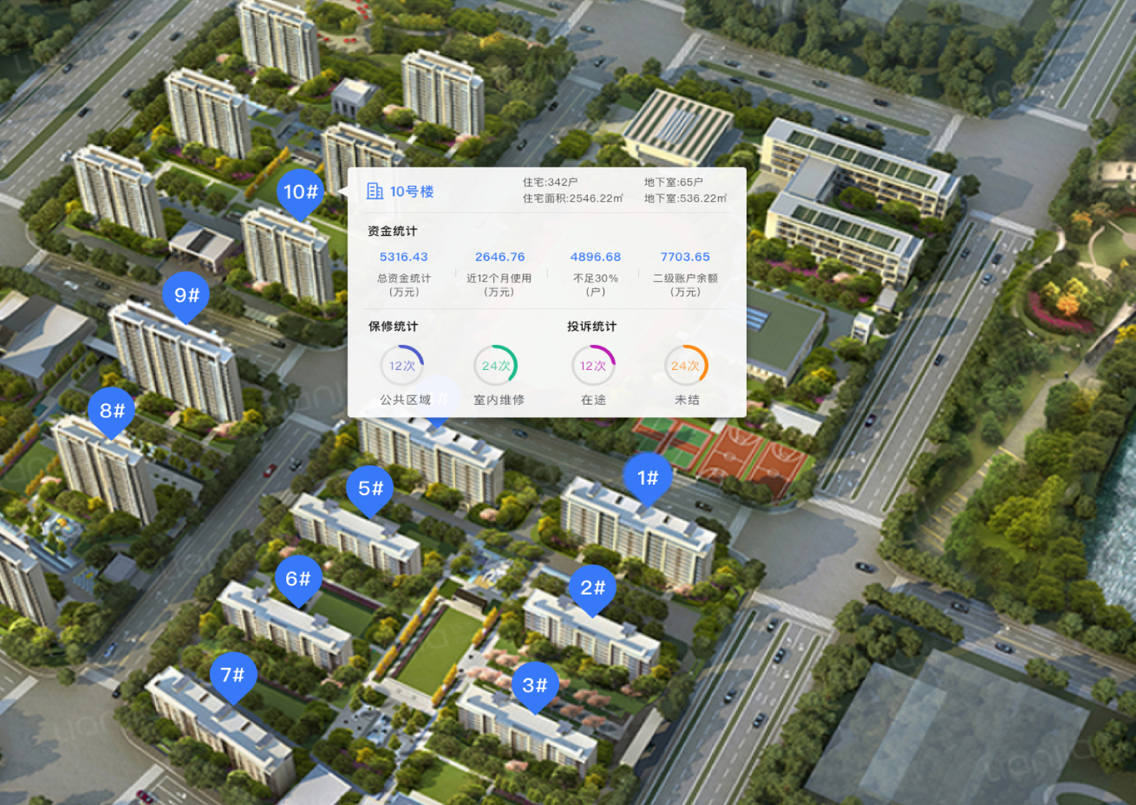 10#
10号楼
住宅:342户
地下室:65户
住宅面积:2546.22㎡
地下室:536.22㎡
资金统计
5316.43
2646.76
4896.68
7703.65
总资金统计
(万元)
近12个月使用
(万元)
不足30%
(户)
二级账户余额
(万元)
保修统计
投诉统计
12次
24次
12次
24次
公共区域
室内维修
在途
未结
9#
8#
5#
1#
6#
2#
7#
3#